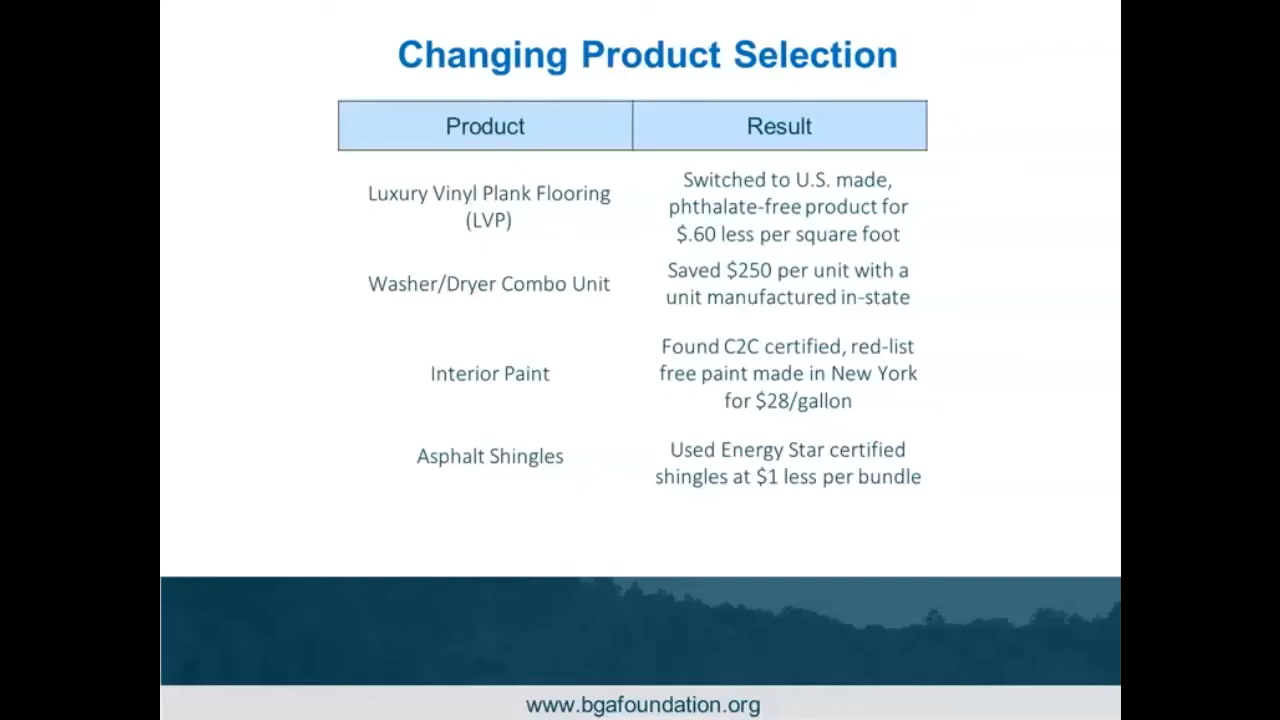 Changing Product Selection
Product
Result
Luxury Vinyl Plank Flooring
(LVP)
Switched to U.S. made,
phthalate-free product for
$.60 less per square foot
Washer/Dryer Combo Unit
Saved $250 per unit with a
unit manufactured in-state
Interior Paint
Found C2C certified, red-list
free paint made in New York
for $28/gallon
Asphalt Shingles
Used Energy Star certified
shingles at $1 less per bundle
www.bgafoundation.org